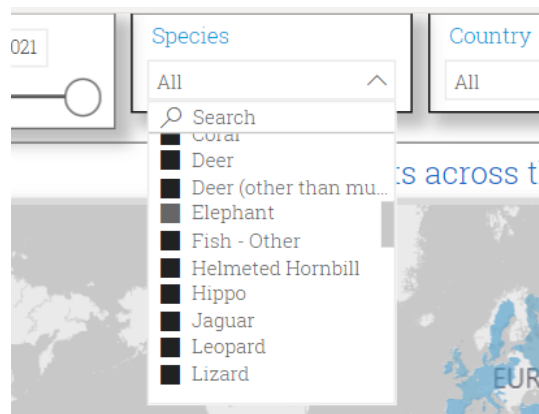 021
Species
Country
All
All
Search
Coral
Deer
Deer (other than mu...
ts across t
Elephant
Fish - Other
Helmeted Hornbill
Hippo
Jaguar
Leopard
Lizard
EUR